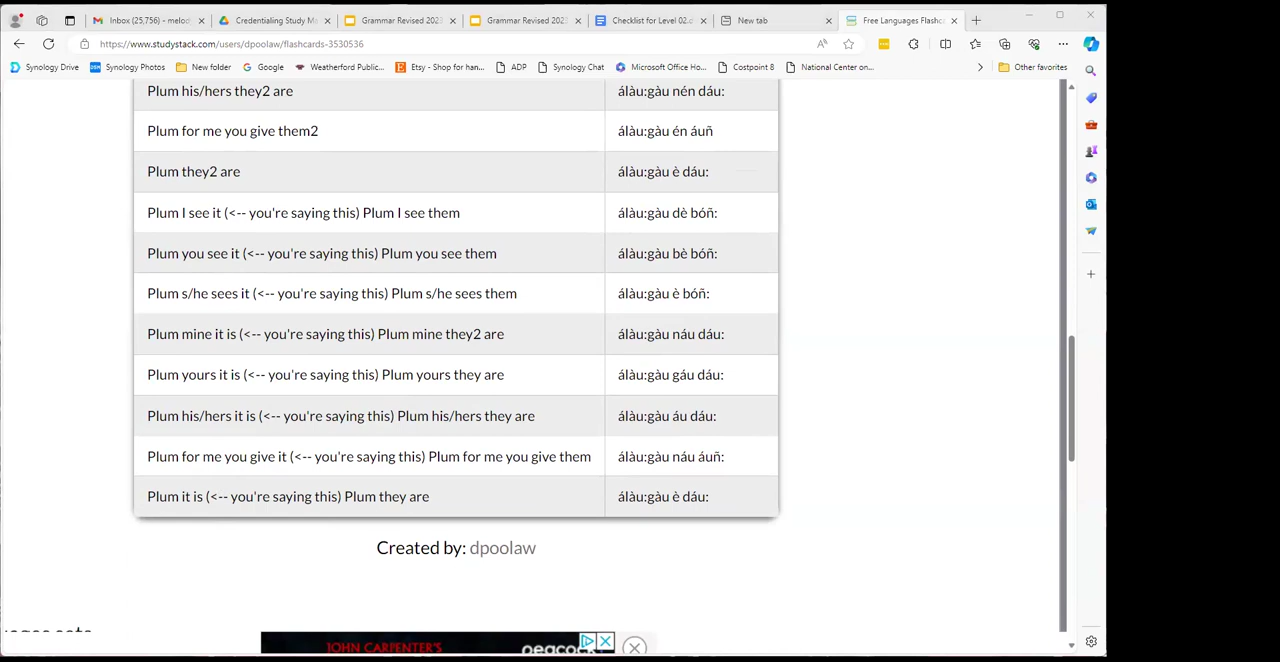 Inbox (25,756) - melody
Credentialing Study Ma
Grammar Revised 2023
Grammar Revised 2023
Checklist for Level 02.d
New tab
Free Languages Flashc
https://www.studystack.com/users/dpoolaw/flashcards-3530536
Synology Drive
Synology Photos
New folder
Google
Weatherford Public...
Etsy - Shop for han...
ADP
Synology Chat
Microsoft Office Ho...
Costpoint 8
National Center on...
Other favorites
Plum his/hers they2 are álàu:gàu nén dáu:
Plum for me you give them2 álàu:gàu én áuñ
Plum they2 are álàu:gàu è dáu:
Plum I see it (<-- you're saying this) Plum I see them álàu:gàu dè bóñ:
Plum you see it (<-- you're saying this) Plum you see them álàu:gàu bè bóñ:
Plum s/he sees it (<-- you're saying this) Plum s/he sees them álàu:gàu è bóñ:
Plum mine it is (<-- you're saying this) Plum mine they2 are álàu:gàu náu dáu:
Plum yours it is (<-- you're saying this) Plum yours they are álàu:gàu gáu dáu:
Plum his/hers it is (<-- you're saying this) Plum his/hers they are álàu:gàu áu dáu:
Plum for me you give it (<-- you're saying this) Plum for me you give them álàu:gàu náu áuñ:
Plum it is (<-- you're saying this) Plum they are álàu:gàu è dáu:
Created by: dpoolaw
JOHN CARPENTER'S
peacock